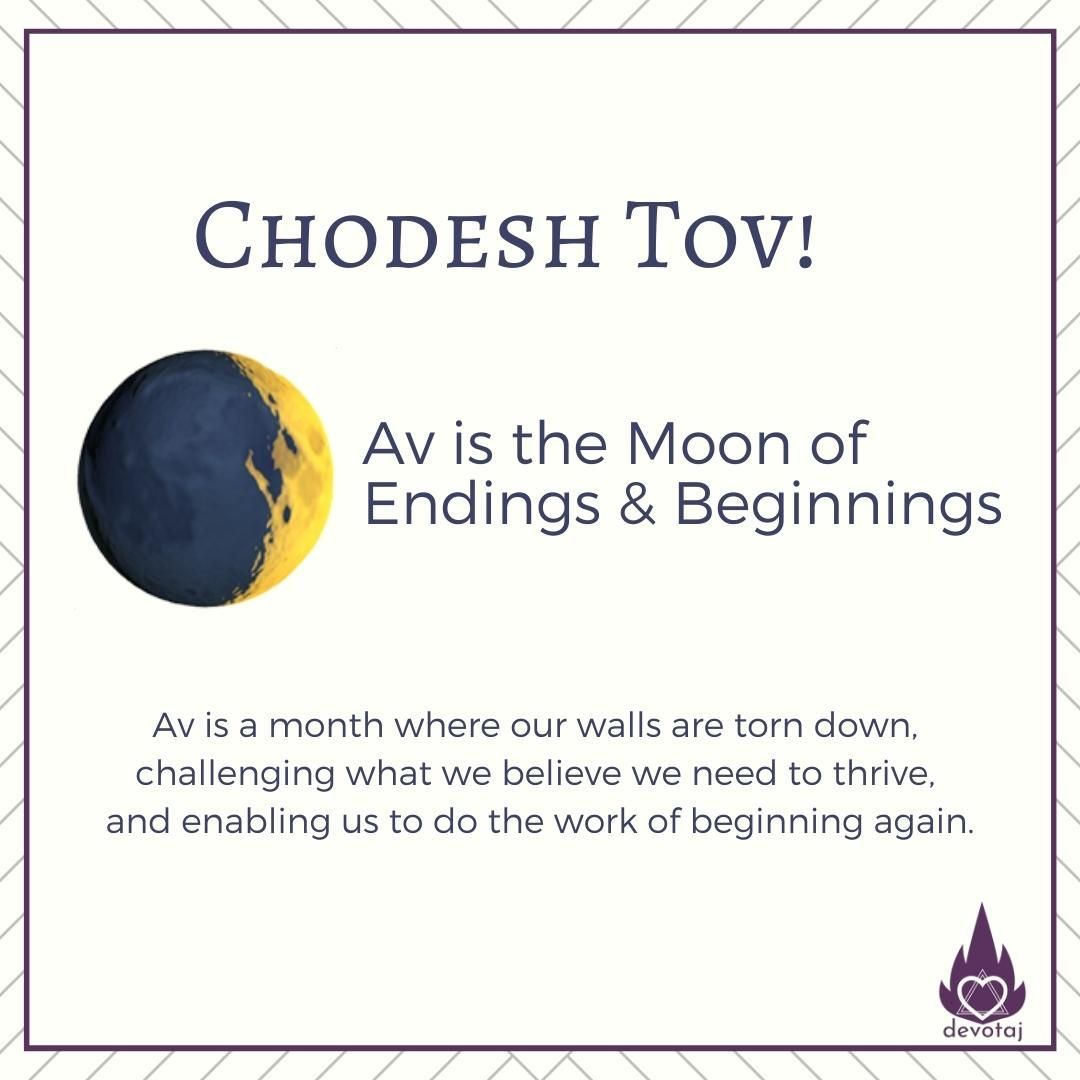 Chodesh Tov!
Av is the Moon of
Endings & Beginnings
Av is a month where our walls are torn down,
challenging what we believe we need to thrive,
and enabling us to do the work of beginning again.
devotaj